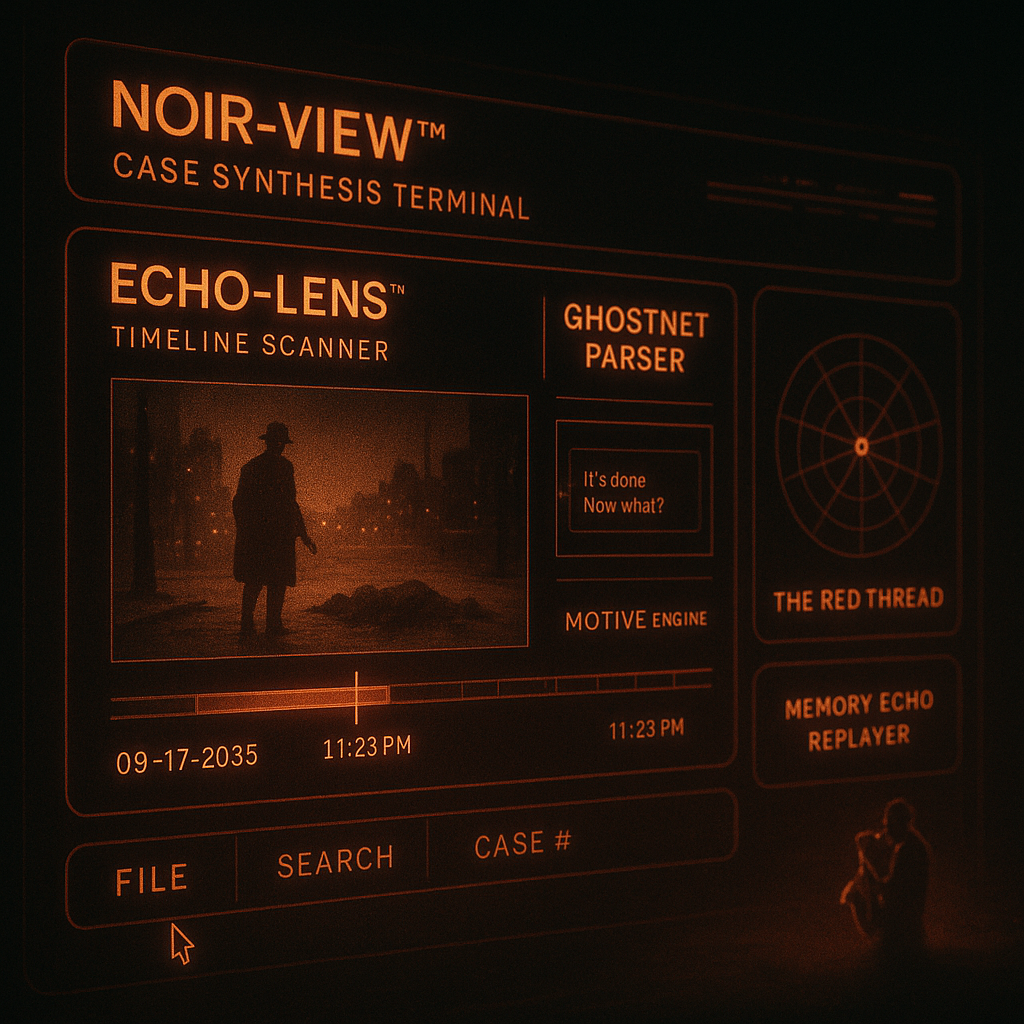 NOIR-VIEW™
CASE SYNTHESIS TERMINAL
ECHO-LENS™
TIMELINE SCANNER
GHOSTNET
PARSER
It's done
Now what?
MOTIVE ENGINE
THE RED THREAD
09-17-2035
11:23 PM
11:23 PM
MEMORY ECHO
REPLAYER
FILE
SEARCH
CASE #